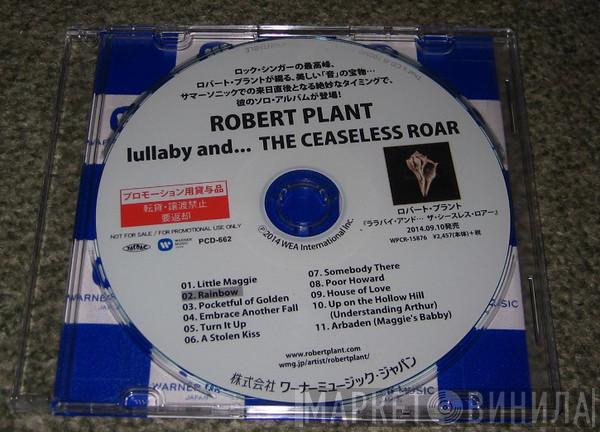 ロック・シンガーの最高峰、
ロバート・プラントが綴る、美しい「音」の宝物…
サマーソニックでの来日直後となる絶妙なタイミングで、
彼のソロ・アルバムが登場!
ROBERT PLANT
lullaby and... THE CEASELESS ROAR
プロモーション用貸与品
転貸・譲渡禁止
要返却
NOT FOR SALE / FOR PROMOTIONAL USE ONLY
WARNER MUSIC JAPAN
PCD-662
℗2014 WEA International Inc.
ロバート・プラント
『ララバイ・アンド… ザ・シースレス・ロアー』
2014.09.10発売
WPCR-15876 ¥2,457(本体)+税
01. Little Maggie
02. Rainbow
03. Pocketful of Golden
04. Embrace Another Fall
05. Turn It Up
06. A Stolen Kiss
07. Somebody There
08. Poor Howard
09. House of Love
10. Up on the Hollow Hill
(Understanding Arthur)
11. Arbaden (Maggie's Babby)
www.robertplant.com
wmg.jp/artist/robertplant/
株式会社 ワーナーミュージック・ジャパン
WARNER
JAPAN
MUSIC
МАРКЕТ ВИНИЛА